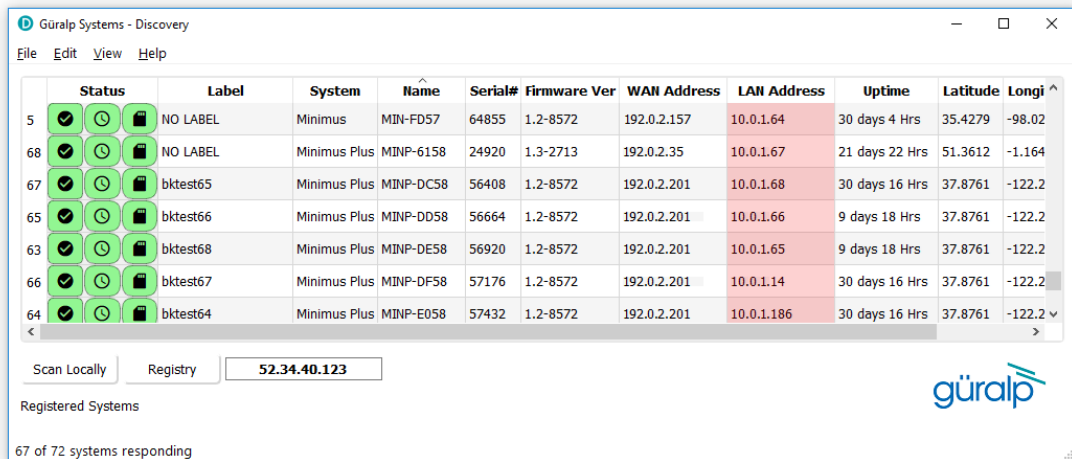 Güralp Systems - Discovery
File Edit View Help
Status Label System Name Serial# Firmware Ver WAN Address LAN Address Uptime Latitude Longi
5 NO LABEL Minimus MIN-FD57 64855 1.2-8572 192.0.2.157 10.0.1.64 30 days 4 Hrs 35.4279 -98.02
68 NO LABEL Minimus Plus MINP-6158 24920 1.3-2713 192.0.2.35 10.0.1.67 21 days 22 Hrs 51.3612 -1.164
67 bktest65 Minimus Plus MINP-DC58 56408 1.2-8572 192.0.2.201 10.0.1.68 30 days 16 Hrs 37.8761 -122.2
65 bktest66 Minimus Plus MINP-DD58 56664 1.2-8572 192.0.2.201 10.0.1.66 9 days 18 Hrs 37.8761 -122.2
63 bktest68 Minimus Plus MINP-DE58 56920 1.2-8572 192.0.2.201 10.0.1.65 9 days 18 Hrs 37.8761 -122.2
66 bktest67 Minimus Plus MINP-DF58 57176 1.2-8572 192.0.2.201 10.0.1.14 30 days 16 Hrs 37.8761 -122.2
64 bktest64 Minimus Plus MINP-E058 57432 1.2-8572 192.0.2.201 10.0.1.186 30 days 16 Hrs 37.8761 -122.2
Scan Locally Registry 52.34.40.123
güralp
Registered Systems
67 of 72 systems responding